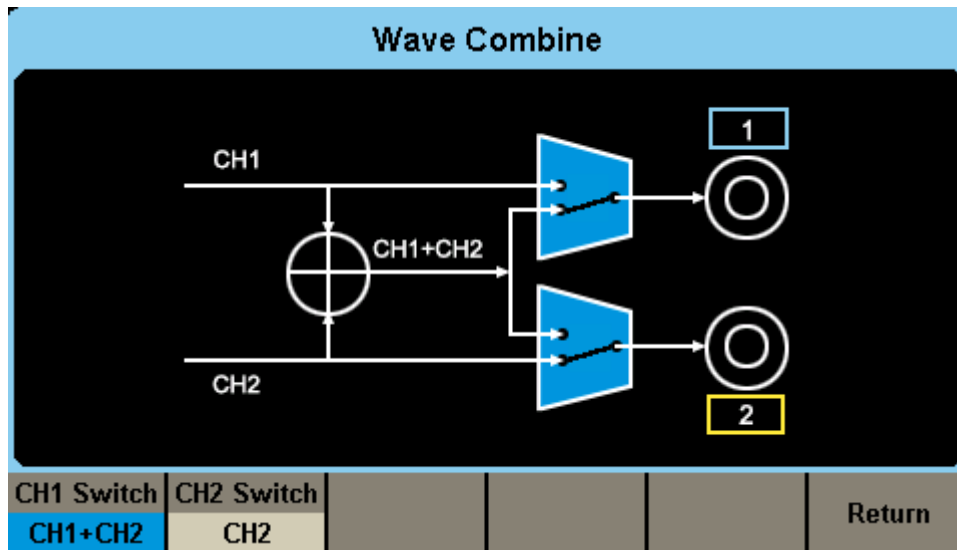 Wave Combine
1
CH1
CH1+CH2
CH2
2
CH1 Switch CH2 Switch
CH1+CH2 CH2
Return